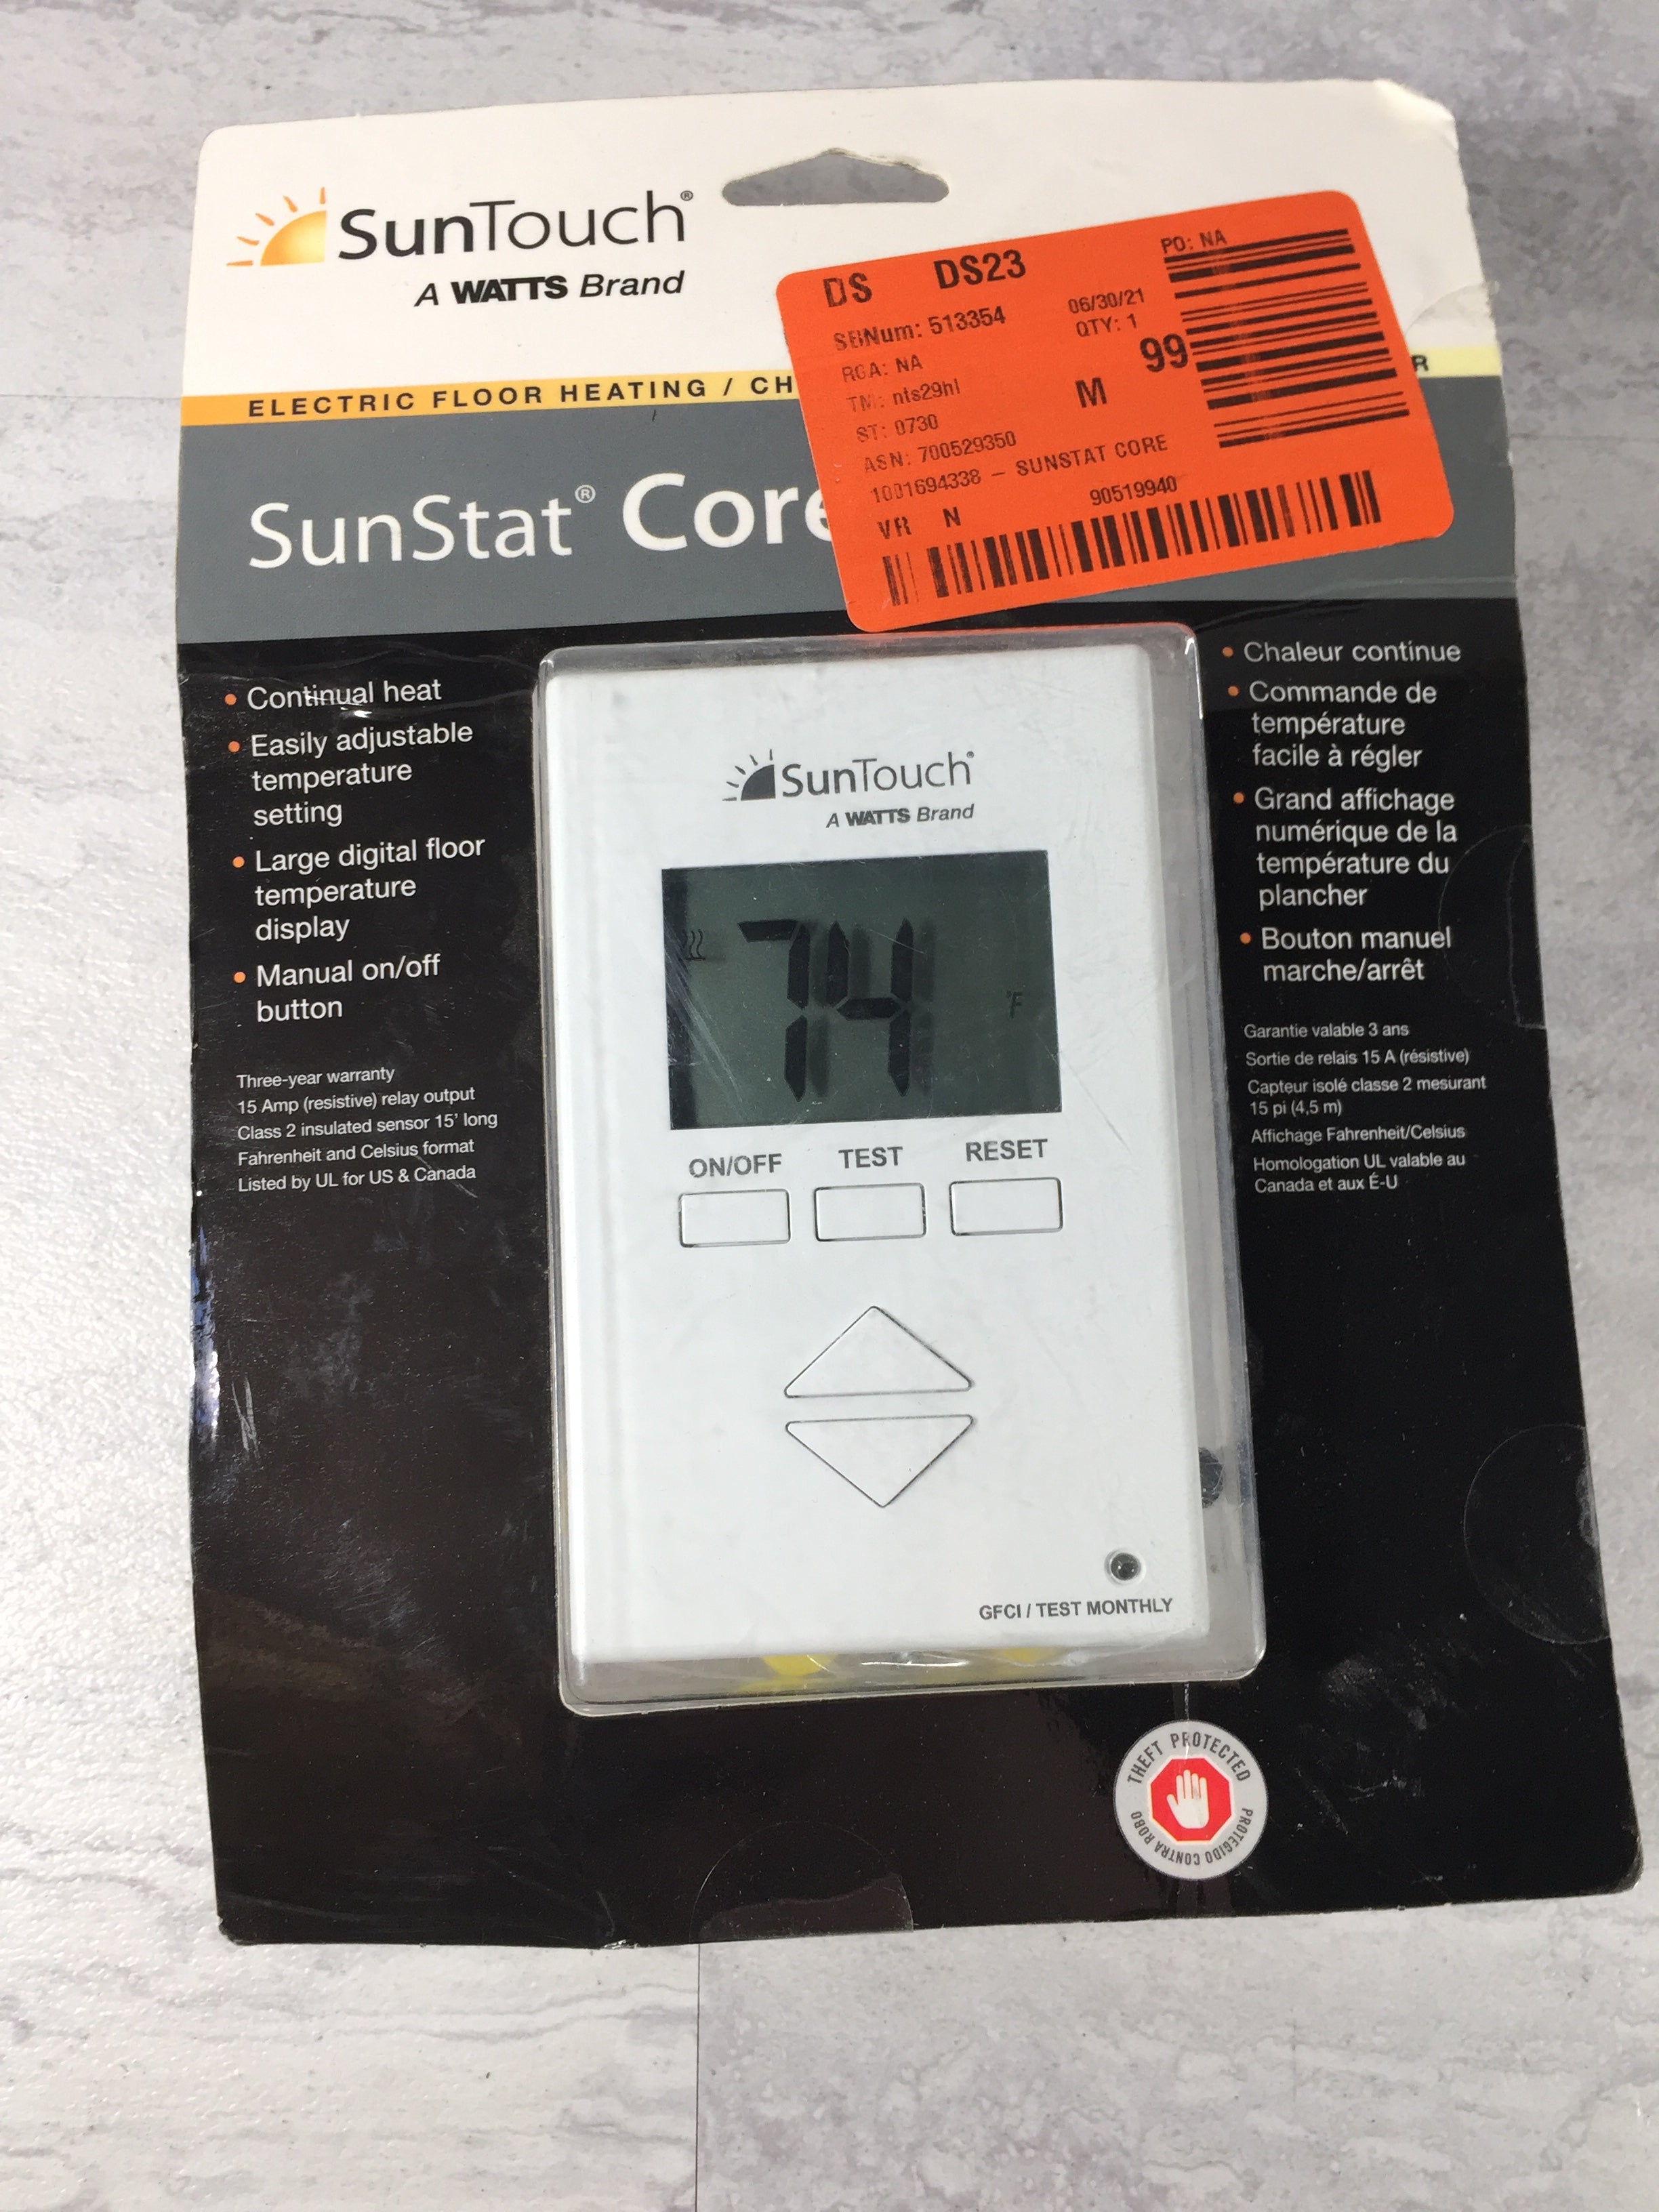 SunTouch®
A WATTS Brand
ELECTRIC FLOOR HEATING / CH
R
SunStat® Core
DS DS23
PO: NA
SEINum: 513354
06/30/21
QTY: 1
RGA: NA
99
TM: nts29hl
M
ST: 0730
ASN: 700529350
1001694338 – SUNSTAT CORE
VR N
90519940
• Continual heat
• Easily adjustable
temperature
setting
• Large digital floor
temperature
display
• Manual on/off
button
Three-year warranty
15 Amp (resistive) relay output
Class 2 insulated sensor 15' long
Fahrenheit and Celsius format
Listed by UL for US & Canada
SunTouch®
A WATTS Brand
74 °F
ON/OFF TEST RESET
GFCI / TEST MONTHLY
• Chaleur continue
• Commande de
température
facile à régler
• Grand affichage
numérique de la
température du
plancher
• Bouton manuel
marche/arrêt
Garantie valable 3 ans
Sortie de relais 15 A (résistive)
Capteur isolé classe 2 mesurant
15 pi (4,5 m)
Affichage Fahrenheit/Celsius
Homologation UL valable au
Canada et aux É-U
THEFT PROTECTED
PROTEGIDO CONTRA ROBO